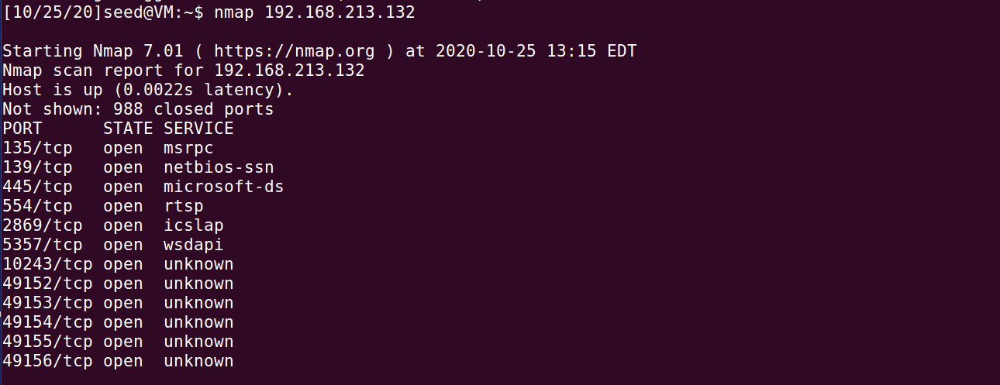 [10/25/20]seed@VM:~$ nmap 192.168.213.132
Starting Nmap 7.01 ( https://nmap.org ) at 2020-10-25 13:15 EDT
Nmap scan report for 192.168.213.132
Host is up (0.0022s latency).
Not shown: 988 closed ports
PORT      STATE SERVICE
135/tcp   open  msrpc
139/tcp   open  netbios-ssn
445/tcp   open  microsoft-ds
554/tcp   open  rtsp
2869/tcp  open  icslap
5357/tcp  open  wsdapi
10243/tcp open  unknown
49152/tcp open  unknown
49153/tcp open  unknown
49154/tcp open  unknown
49155/tcp open  unknown
49156/tcp open  unknown